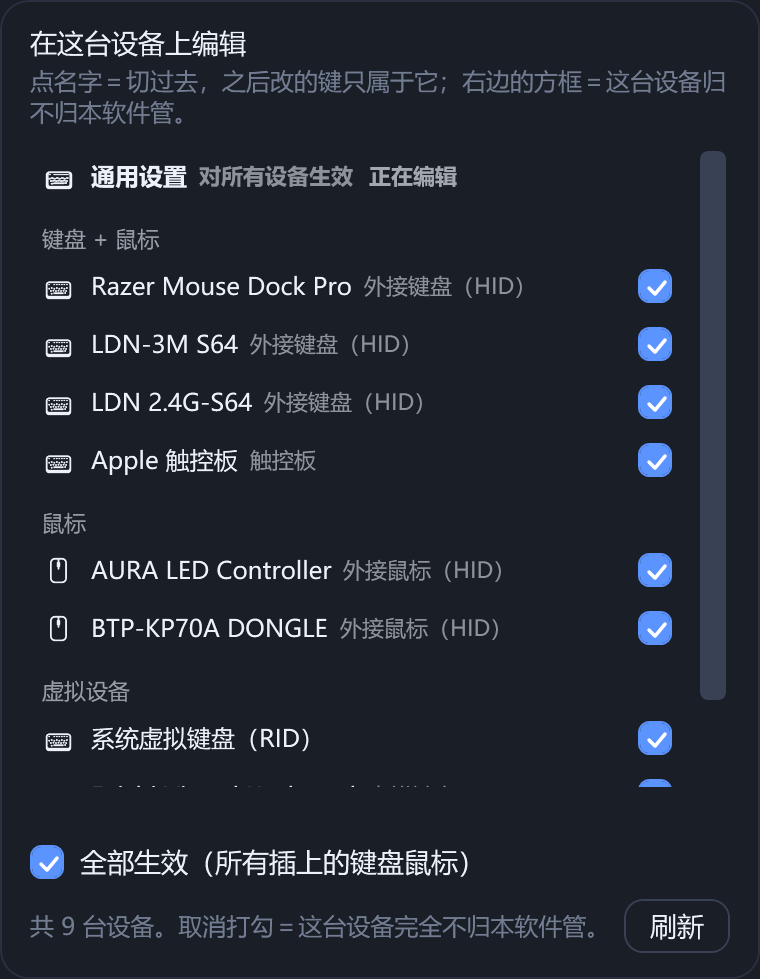 在这台设备上编辑
点名字＝切过去，之后改的键只属于它；右边的方框＝这台设备归
不归本软件管。
通用设置 对所有设备生效 正在编辑
键盘 + 鼠标
Razer Mouse Dock Pro 外接键盘（HID）
LDN-3M S64 外接键盘（HID）
LDN 2.4G-S64 外接键盘（HID）
Apple 触控板 触控板
鼠标
AURA LED Controller 外接鼠标（HID）
BTP-KP70A DONGLE 外接鼠标（HID）
虚拟设备
系统虚拟键盘（RID）
全部生效（所有插上的键盘鼠标）
共 9 台设备。取消打勾＝这台设备完全不归本软件管。
刷新